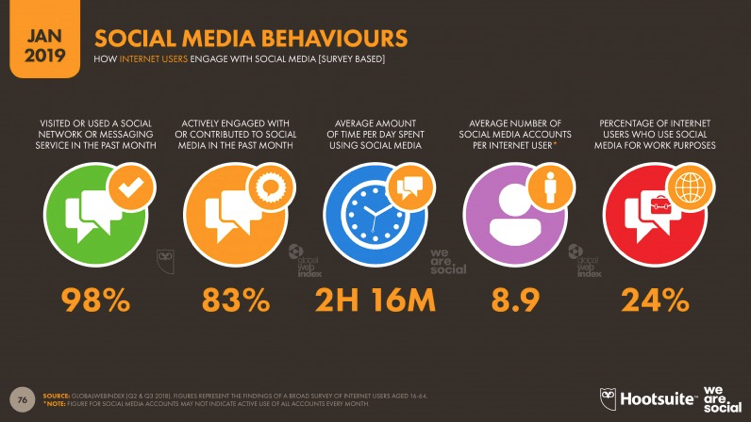 JAN
2019
SOCIAL MEDIA BEHAVIOURS
HOW INTERNET USERS ENGAGE WITH SOCIAL MEDIA [SURVEY BASED]
VISITED OR USED A SOCIAL
NETWORK OR MESSAGING
SERVICE IN THE PAST MONTH
ACTIVELY ENGAGED WITH
OR CONTRIBUTED TO SOCIAL
MEDIA IN THE PAST MONTH
AVERAGE AMOUNT
OF TIME PER DAY SPENT
USING SOCIAL MEDIA
AVERAGE NUMBER OF
SOCIAL MEDIA ACCOUNTS
PER INTERNET USER*
PERCENTAGE OF INTERNET
USERS WHO USE SOCIAL
MEDIA FOR WORK PURPOSES
global
web
index
we
are
social
global
web
index
98%
83%
2H 16M
8.9
24%
76
SOURCE: GLOBALWEBINDEX (Q2 & Q3 2018). FIGURES REPRESENT THE FINDINGS OF A BROAD SURVEY OF INTERNET USERS AGED 16-64.
*NOTE: FIGURE FOR SOCIAL MEDIA ACCOUNTS MAY NOT INDICATE ACTIVE USE OF ALL ACCOUNTS EVERY MONTH.
Hootsuite™
we
are
social